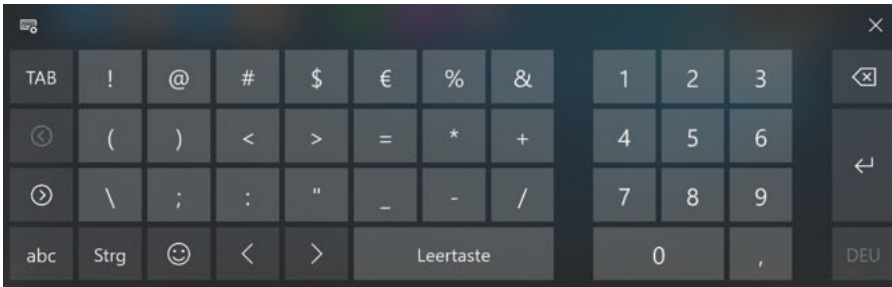 TAB ! @ # $ € % & 1 2 3
( ) < > = * + 4 5 6
\ ; : " _ - / 7 8 9
abc Strg < > Leertaste 0 , DEU